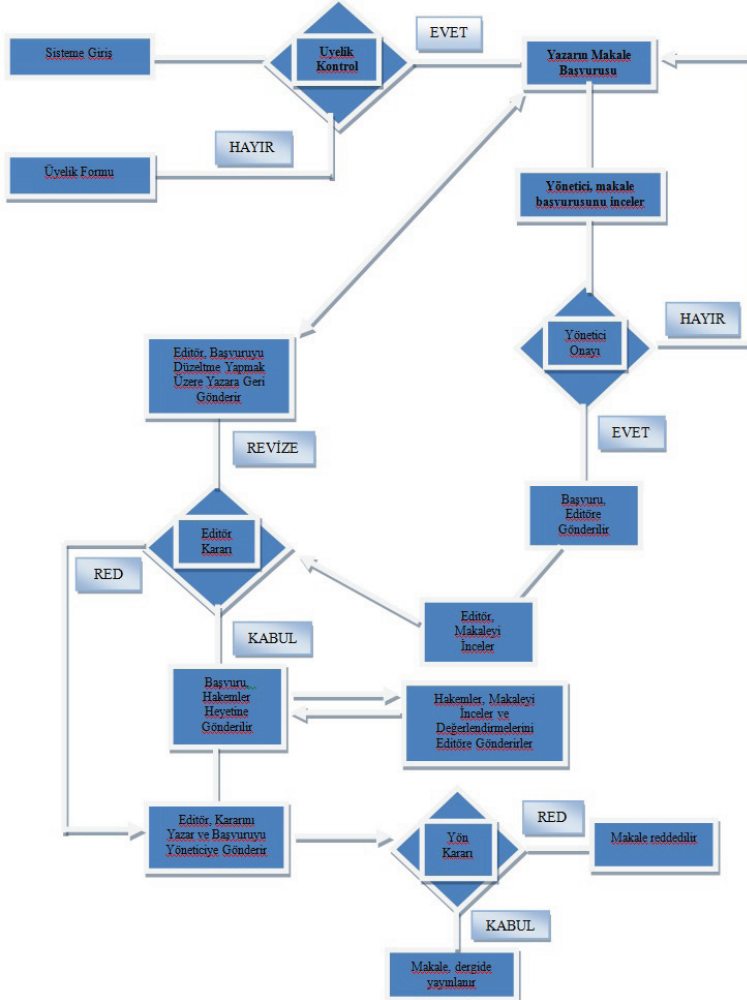 Sisteme Giriş
Uyelik
Kontrol
EVET
Yazarın Makale
Başvurusu
HAYIR
Üyelik Formu
Yönetici, makale
başvurusunu inceler
Yönetici
Onayı
HAYIR
EVET
Başvuru,
Editöre
Gönderilir
Editör,
Makaleyi
İnceler
Editör, Başvuruyu
Düzeltme Yapmak
Üzere Yazara Geri
Gönderir
REVİZE
Editör
Kararı
RED
KABUL
Başvuru,
Hakemler
Heyetine
Gönderilir
Hakemler, Makaleyi
İnceler ve
Değerlendirmelerini
Editöre Gönderirler
Editör, Kararını
Yazar ve Başvuruyu
Yöneticiye Gönderir
Yön
Kararı
RED
Makale reddedilir
KABUL
Makale, dergide
yayınlanır